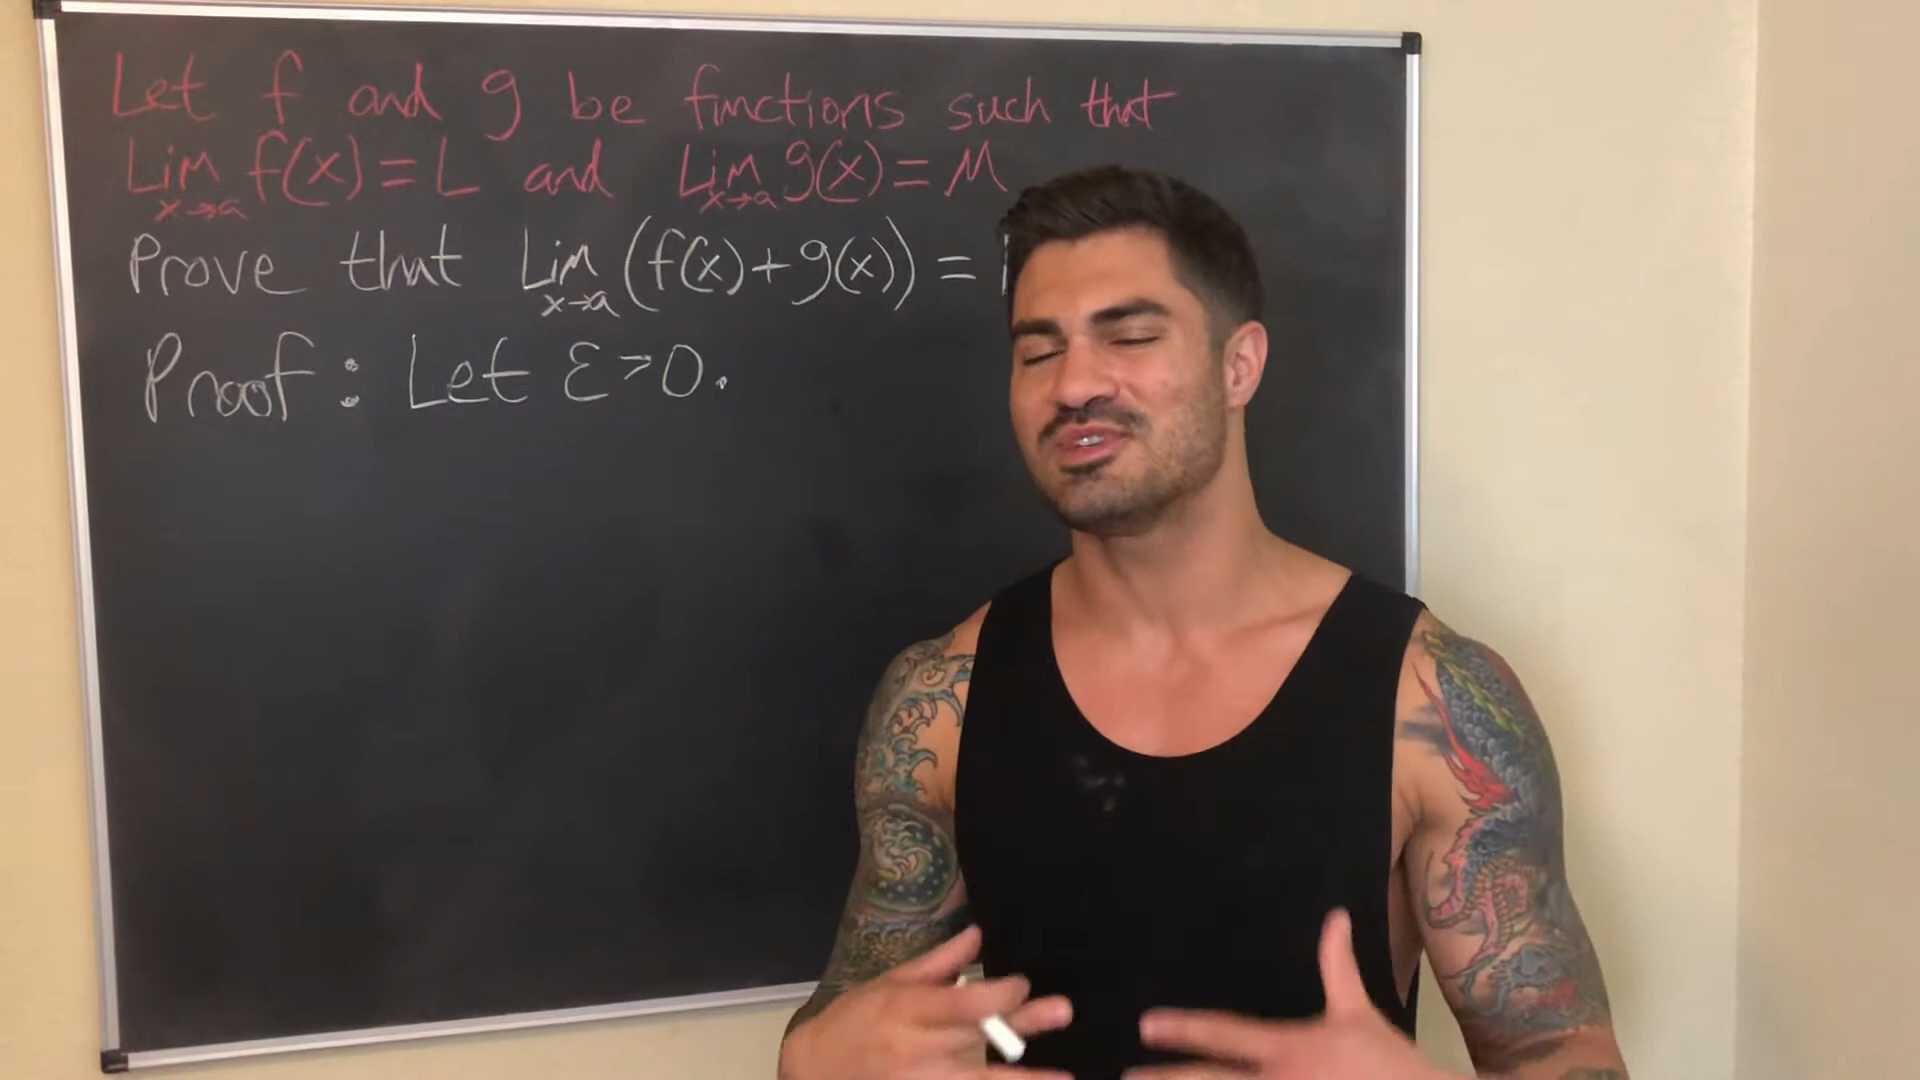 Let f and g be functions such that
Lim x→a f(x) = L and Lim x→a g(x) = M
Prove that Lim x→a (f(x)+g(x)) =
Proof: Let ε>0.